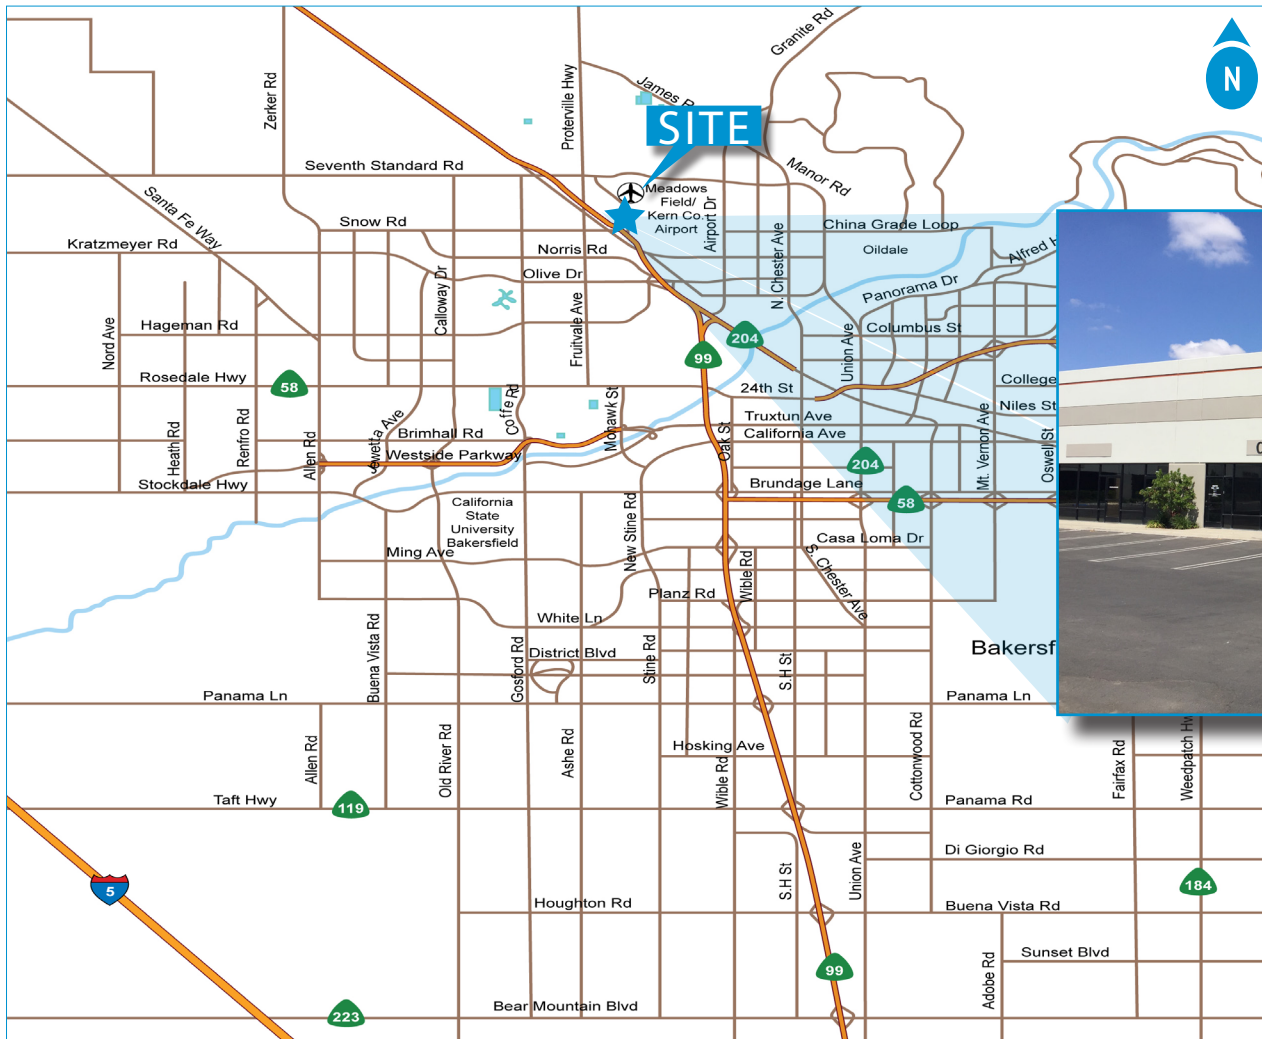 Granite Rd
N
James R
Zerker Rd
Proterville Hwy
SITE
Seventh Standard Rd
Manor Rd
Santa Fe Way
Meadows
Field/
Kern Co.
Airport
Airport Dr
Snow Rd
China Grade Loop
Kratzmeyer Rd
Norris Rd
Oildale
Alfred H
N. Chester Ave
Olive Dr
Panorama Dr
Calloway Dr
Hageman Rd
Nord Ave
Fruitvale Ave
204
Columbus St
Union Ave
99
Rosedale Hwy
58
24th St
College
Coffe Rd
Mohawk St
Truxtun Ave
Niles St
Brimhall Rd
California Ave
Oak St
Heath Rd
Renfro Rd
Allen Rd
Jewetta Ave
Westside Parkway
204
Mt. Vernon Ave
Oswell St
Stockdale Hwy
Brundage Lane
58
California
State
University
Bakersfield
New Stine Rd
Casa Loma Dr
Ming Ave
Wible Rd
S. Chester Ave
Planz Rd
White Ln
Buena Vista Rd
Gosford Rd
District Blvd
Stine Rd
S.H St
Bakersf
Panama Ln
Panama Ln
Allen Rd
Old River Rd
Ashe Rd
Hosking Ave
Wible Rd
Cottonwood Rd
Fairfax Rd
Weedpatch Hw
Taft Hwy
119
Panama Rd
Di Giorgio Rd
5
S.H St
Union Ave
184
Houghton Rd
Buena Vista Rd
Sunset Blvd
99
Adobe Rd
Bear Mountain Blvd
223